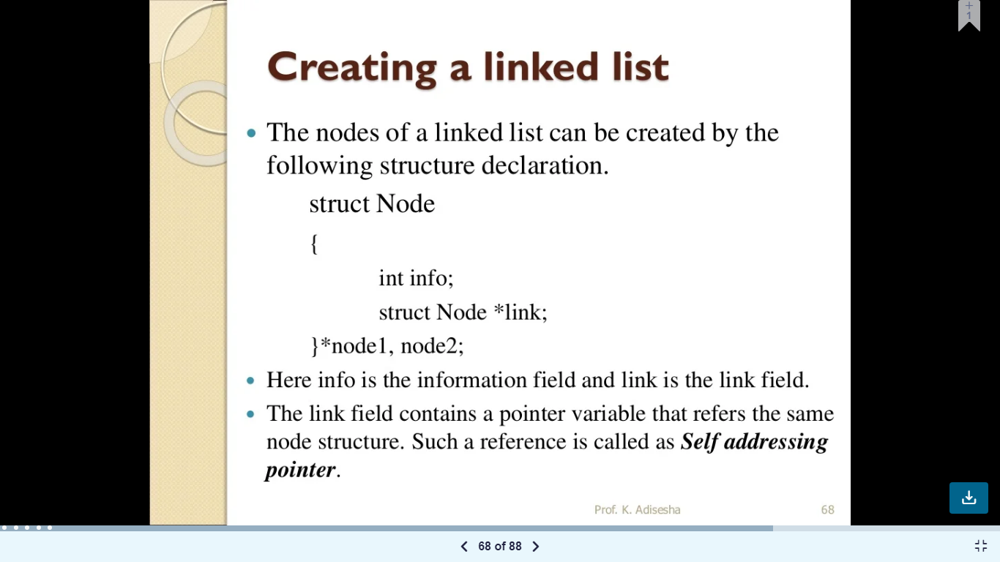 +
1
Creating a linked list
• The nodes of a linked list can be created by the
following structure declaration.
struct Node
{
int info;
struct Node *link;
}*node1, node2;
• Here info is the information field and link is the link field.
• The link field contains a pointer variable that refers the same
node structure. Such a reference is called as Self addressing
pointer.
Prof. K. Adisesha 68
68 of 88